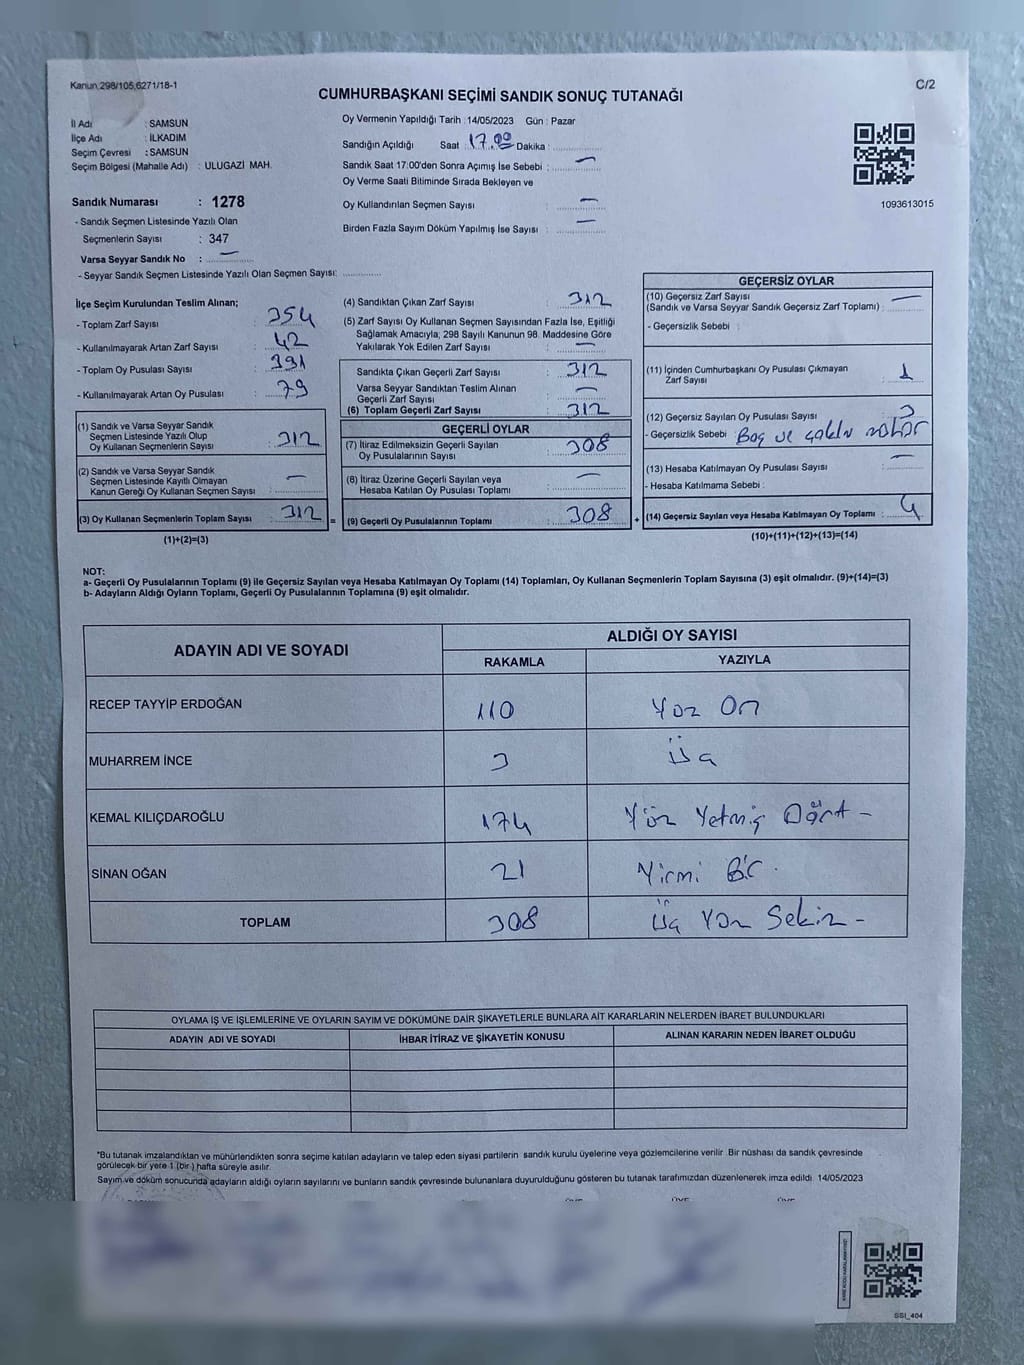 Kanun,298/105,6271/18-1
C/2
CUMHURBAŞKANI SEÇİMİ SANDIK SONUÇ TUTANAĞI
İl Adı : SAMSUN
İlçe Adı : İLKADIM
Seçim Çevresi : SAMSUN
Seçim Bölgesi (Mahalle Adı) : ULUGAZİ MAH.
Sandık Numarası : 1278
- Sandık Seçmen Listesinde Yazılı Olan
Seçmenlerin Sayısı : 347
Varsa Seyyar Sandık No : —
- Seyyar Sandık Seçmen Listesinde Yazılı Olan Seçmen Sayısı: ............
Oy Vermenin Yapıldığı Tarih : 14/05/2023 Gün : Pazar
Sandığın Açıldığı Saat : 17.00 Dakika : ............
Sandık Saat 17:00'den Sonra Açımış İse Sebebi : —
Oy Verme Saati Bitiminde Sırada Bekleyen ve
Oy Kullandırılan Seçmen Sayısı : —
Birden Fazla Sayım Döküm Yapılmış İse Sayısı : —
1093613015
İlçe Seçim Kurulundan Teslim Alınan;
- Toplam Zarf Sayısı : 354
- Kullanılmayarak Artan Zarf Sayısı : 42
- Toplam Oy Pusulası Sayısı : 391
- Kullanılmayarak Artan Oy Pusulası : 79
(1) Sandık ve Varsa Seyyar Sandık
Seçmen Listesinde Yazılı Olup
Oy Kullanan Seçmenlerin Sayısı : 312
(2) Sandık ve Varsa Seyyar Sandık
Seçmen Listesinde Kayıtlı Olmayan
Kanun Gereği Oy Kullanan Seçmen Sayısı : —
(3) Oy Kullanan Seçmenlerin Toplam Sayısı : 312 =
(1)+(2)=(3)
(4) Sandıktan Çıkan Zarf Sayısı : 312
(5) Zarf Sayısı Oy Kullanan Seçmen Sayısından Fazla İse, Eşitliği
Sağlamak Amacıyla; 298 Sayılı Kanunun 98. Maddesine Göre
Yakılarak Yok Edilen Zarf Sayısı : —
Sandıkta Çıkan Geçerli Zarf Sayısı : 312
Varsa Seyyar Sandıktan Teslim Alınan
Geçerli Zarf Sayısı : —
(6) Toplam Geçerli Zarf Sayısı : 312
GEÇERLİ OYLAR
(7) İtiraz Edilmeksizin Geçerli Sayılan
Oy Pusulalarının Sayısı : 308
(8) İtiraz Üzerine Geçerli Sayılan veya
Hesaba Katılan Oy Pusulası Toplamı : —
(9) Geçerli Oy Pusulalarının Toplamı : 308 +
GEÇERSİZ OYLAR
(10) Geçersiz Zarf Sayısı
(Sandık ve Varsa Seyyar Sandık Geçersiz Zarf Toplamı) : —
- Geçersizlik Sebebi :
(11) İçinden Cumhurbaşkanı Oy Pusulası Çıkmayan
Zarf Sayısı : 1
(12) Geçersiz Sayılan Oy Pusulası Sayısı : 3
- Geçersizlik Sebebi : Boş ve
(13) Hesaba Katılmayan Oy Pusulası Sayısı : —
- Hesaba Katılmama Sebebi :
(14) Geçersiz Sayılan veya Hesaba Katılmayan Oy Toplamı : 4
(10)+(11)+(12)+(13)=(14)
NOT:
a- Geçerli Oy Pusulalarının Toplamı (9) ile Geçersiz Sayılan veya Hesaba Katılmayan Oy Toplamı (14) Toplamları, Oy Kullanan Seçmenlerin Toplam Sayısına (3) eşit olmalıdır. (9)+(14)=(3)
b- Adayların Aldığı Oyların Toplamı, Geçerli Oy Pusulalarının Toplamına (9) eşit olmalıdır.
ADAYIN ADI VE SOYADI
ALDIĞI OY SAYISI
RAKAMLA YAZIYLA
RECEP TAYYİP ERDOĞAN 110 Yüz On
MUHARREM İNCE 3 Üç
KEMAL KILIÇDAROĞLU 174 Yüz Yetmiş Dört -
SİNAN OĞAN 21 Yirmi Bir .
TOPLAM 308 Üç Yüz Sekiz -
OYLAMA İŞ VE İŞLEMLERİNE VE OYLARIN SAYIM VE DÖKÜMÜNE DAİR ŞİKAYETLERLE BUNLARA AİT KARARLARIN NELERDEN İBARET BULUNDUKLARI
ADAYIN ADI VE SOYADI İHBAR İTİRAZ VE ŞİKAYETİN KONUSU ALINAN KARARIN NEDEN İBARET OLDUĞU
*Bu tutanak imzalandıktan ve mühürlendikten sonra seçime katılan adayların ve talep eden siyasi partilerin sandık kurulu üyelerine veya gözlemcilerine verilir. Bir nüshası da sandık çevresinde
görülecek bir yere 1 (bir ) hafta süreyle asılır.
Sayım ve döküm sonucunda adayların aldığı oyların sayılarını ve bunların sandık çevresinde bulunanlara duyurulduğunu gösteren bu tutanak tarafımızdan düzenlenerek imza edildi. 14/05/2023
SSI_404